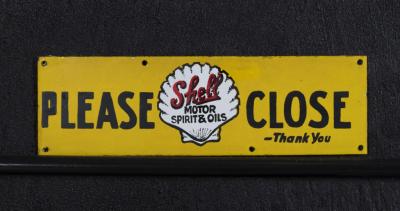 PLEASE
Shell
MOTOR
SPIRIT & OILS
CLOSE
–Thank You